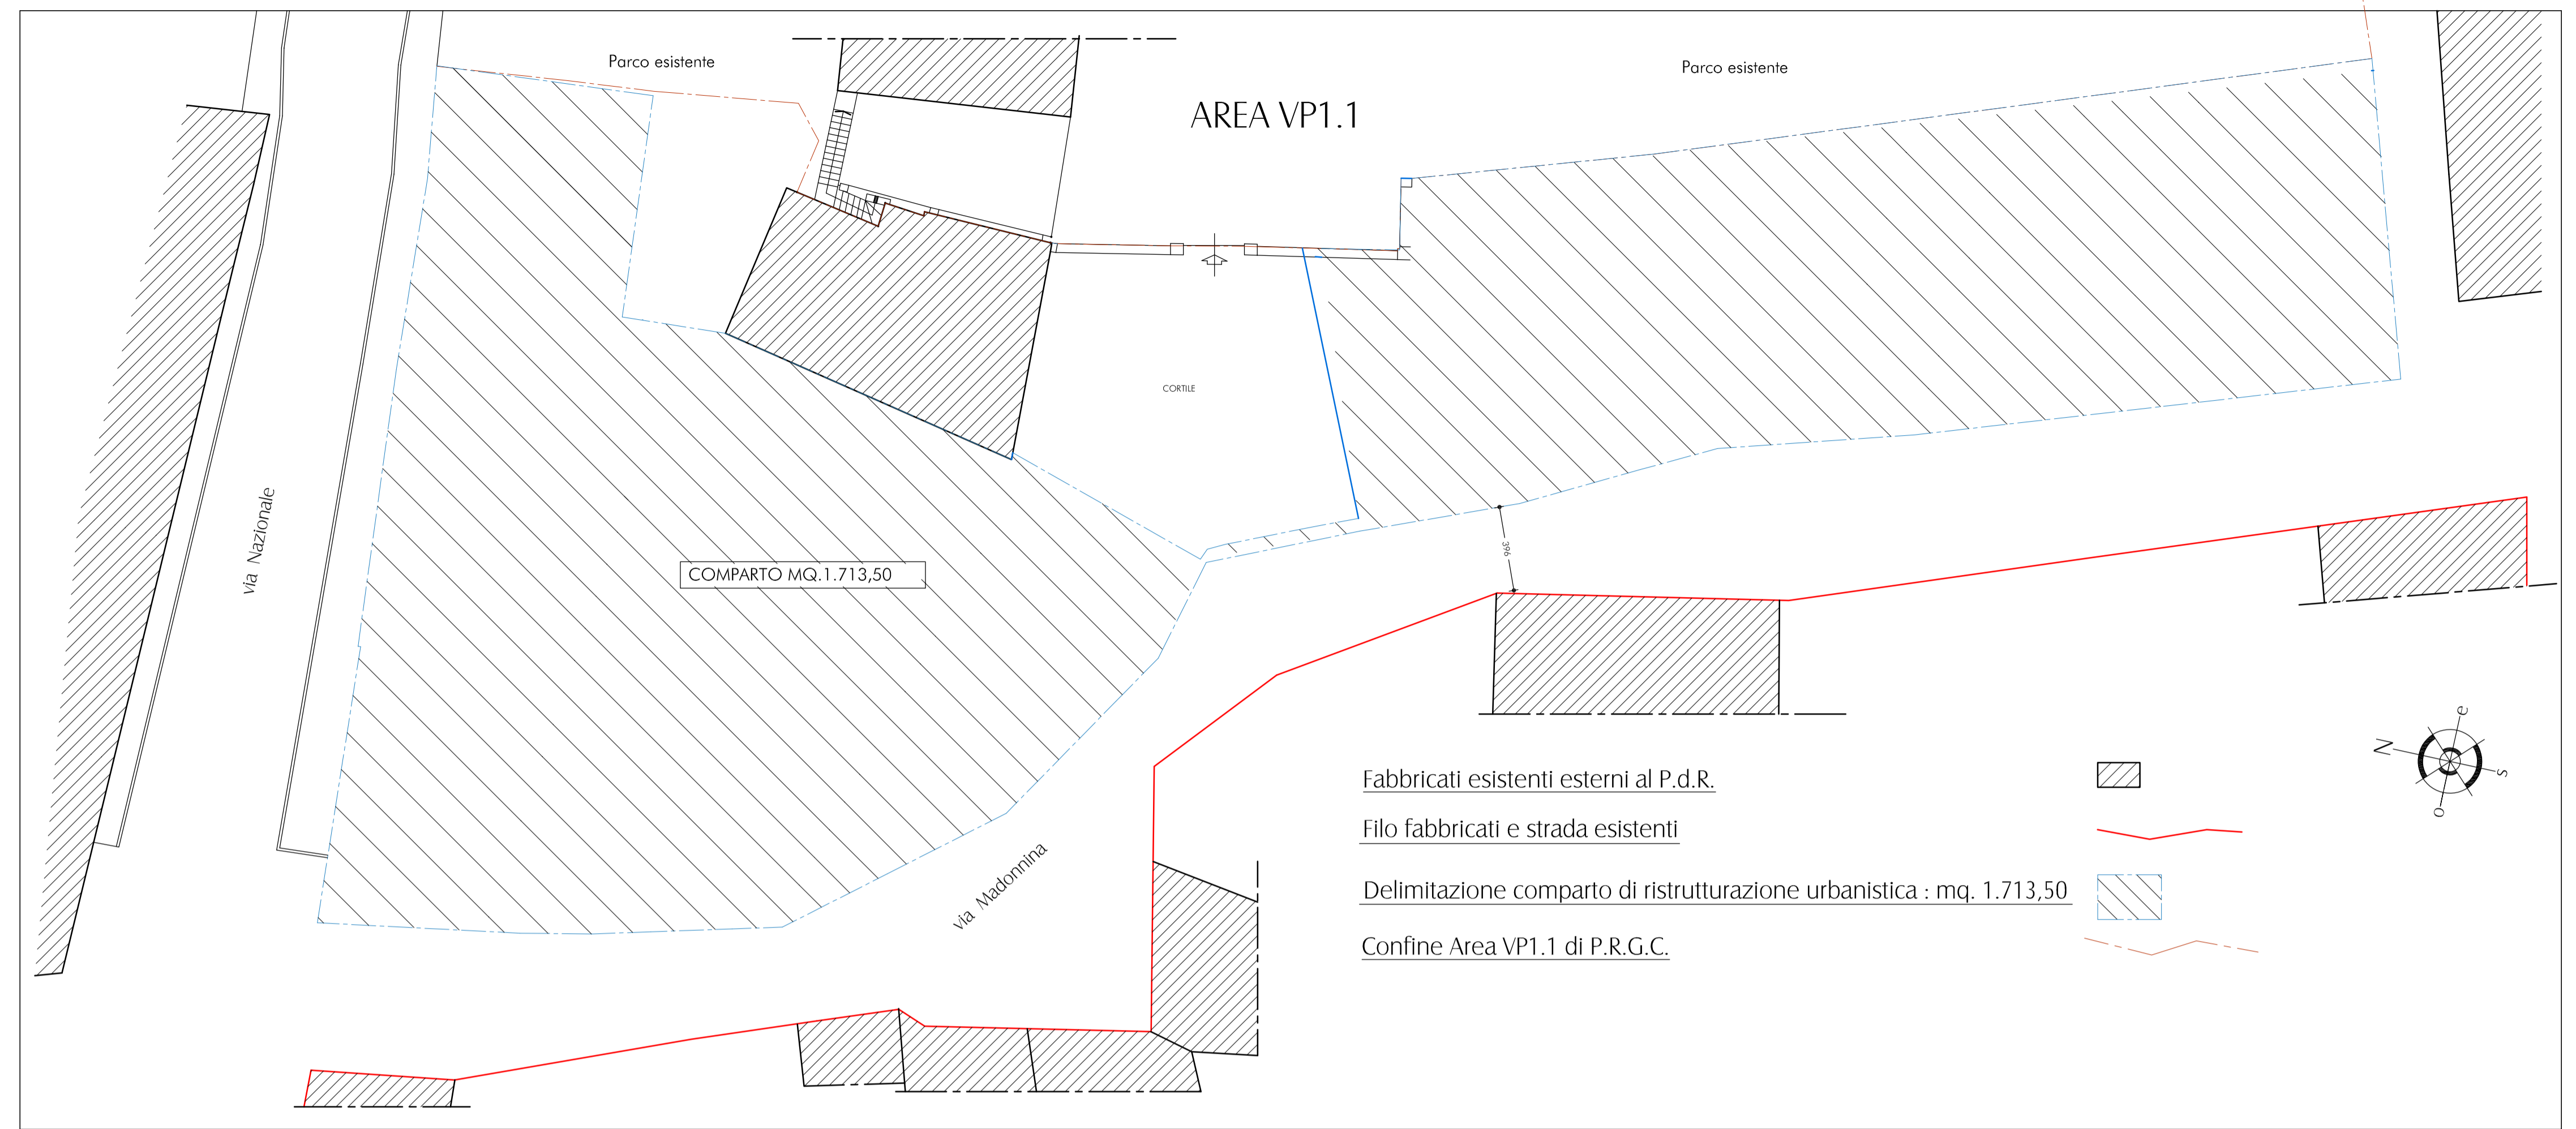 Parco esistente
Parco esistente
AREA VP1.1
CORTILE
via Nazionale
COMPARTO MQ.1.713,50
396
via Madonnina
Fabbricati esistenti esterni al P.d.R.
Filo fabbricati e strada esistenti
Delimitazione comparto di ristrutturazione urbanistica : mq. 1.713,50
Confine Area VP1.1 di P.R.G.C.
e
N
s
o